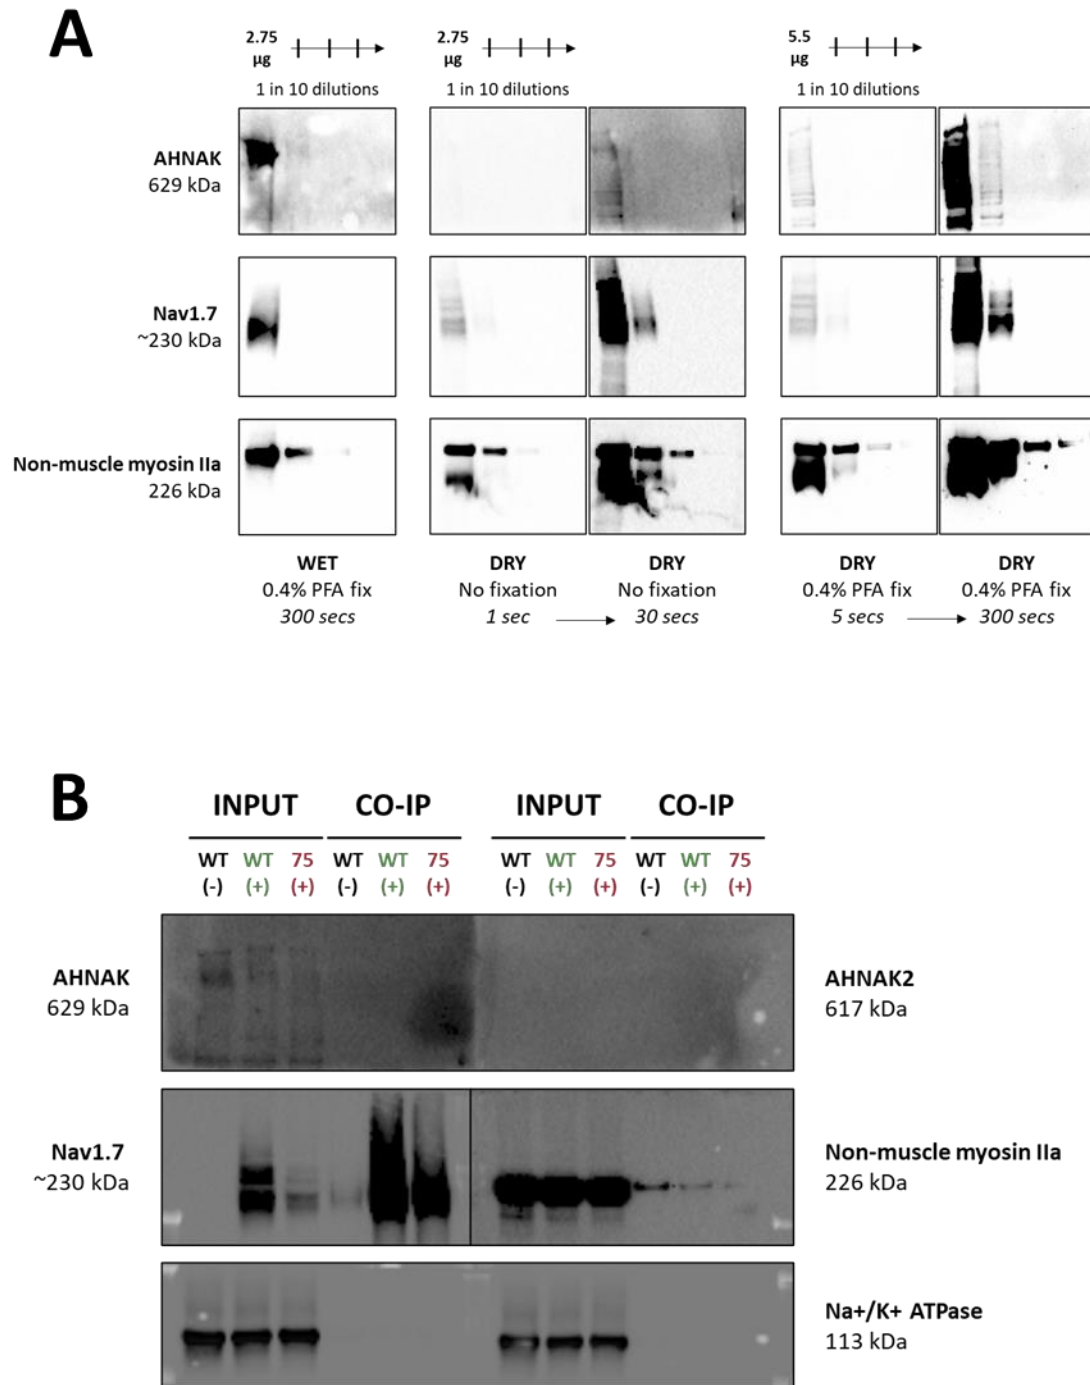 A
2.75 2.75 5.5
µg µg µg
1 in 10 dilutions 1 in 10 dilutions 1 in 10 dilutions
AHNAK
629 kDa
Nav1.7
~230 kDa
Non-muscle myosin IIa
226 kDa
WET DRY DRY DRY DRY
0.4% PFA fix No fixation No fixation 0.4% PFA fix 0.4% PFA fix
300 secs 1 sec 30 secs 5 secs 300 secs
B
INPUT CO-IP INPUT CO-IP
WT WT 75 WT WT 75 WT WT 75 WT WT 75
(-) (+) (+) (-) (+) (+) (-) (+) (+) (-) (+) (+)
AHNAK
629 kDa
AHNAK2
617 kDa
Nav1.7
~230 kDa
Non-muscle myosin IIa
226 kDa
Na+/K+ ATPase
113 kDa